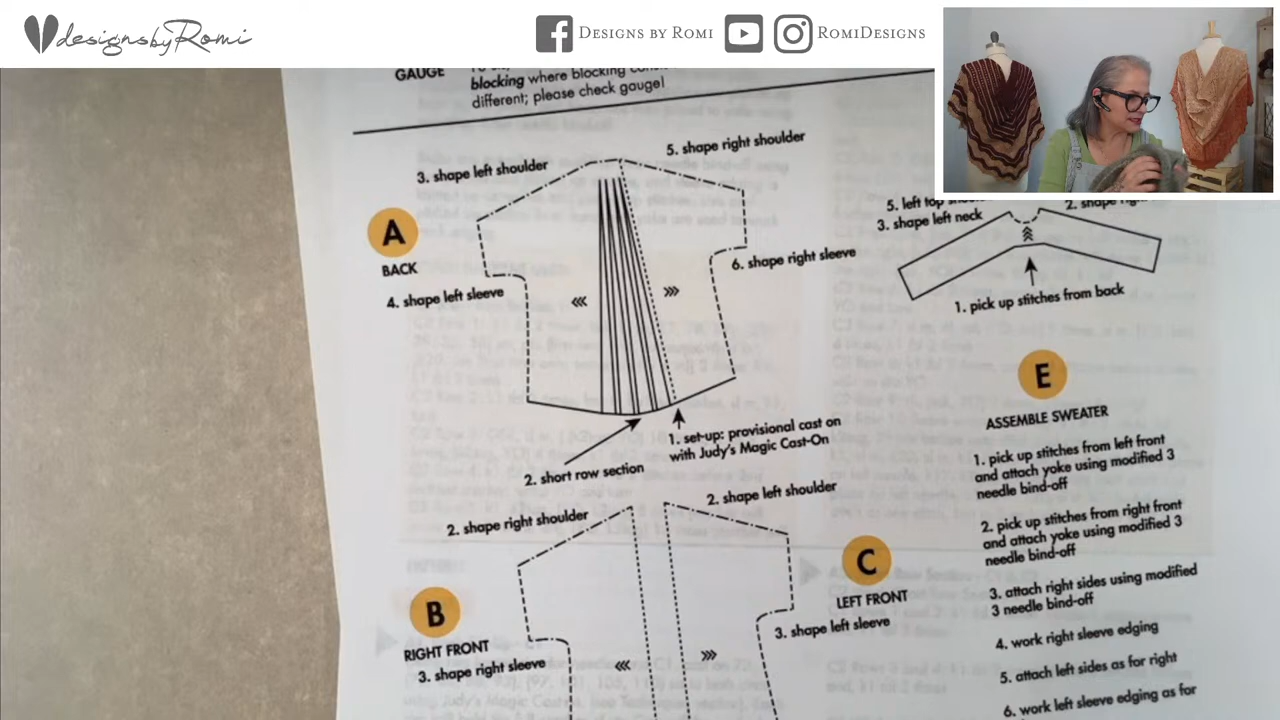 designsbyRomi
DESIGNS BY ROMI
ROMIDESIGNS
GAUGE
blocking where blocking
different; please check gauge!
3. shape left shoulder
5. shape right shoulder
A
BACK
4. shape left sleeve
6. shape right sleeve
1. set-up: provisional cast on
with Judy's Magic Cast-On
2. short row section
5. left top
3. shape left neck
2. shape
1. pick up stitches from back
E
ASSEMBLE SWEATER
1. pick up stitches from left front
and attach yoke using modified 3
needle bind-off
2. pick up stitches from right front
and attach yoke using modified 3
needle bind-off
3. attach right sides using modified
3 needle bind-off
4. work right sleeve edging
5. attach left sides as for right
6. work left sleeve edging as for
2. shape right shoulder
2. shape left shoulder
B
RIGHT FRONT
3. shape right sleeve
C
LEFT FRONT
3. shape left sleeve